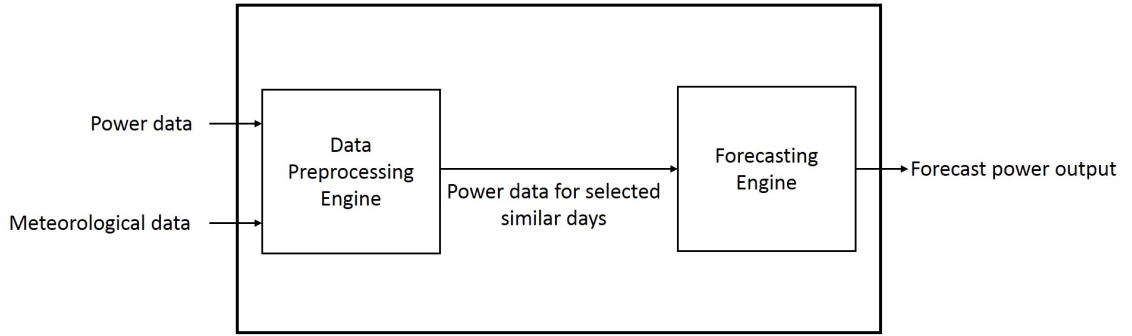 Power data
Meteorological data
Data
Preprocessing
Engine
Power data for selected
similar days
Forecasting
Engine
Forecast power output